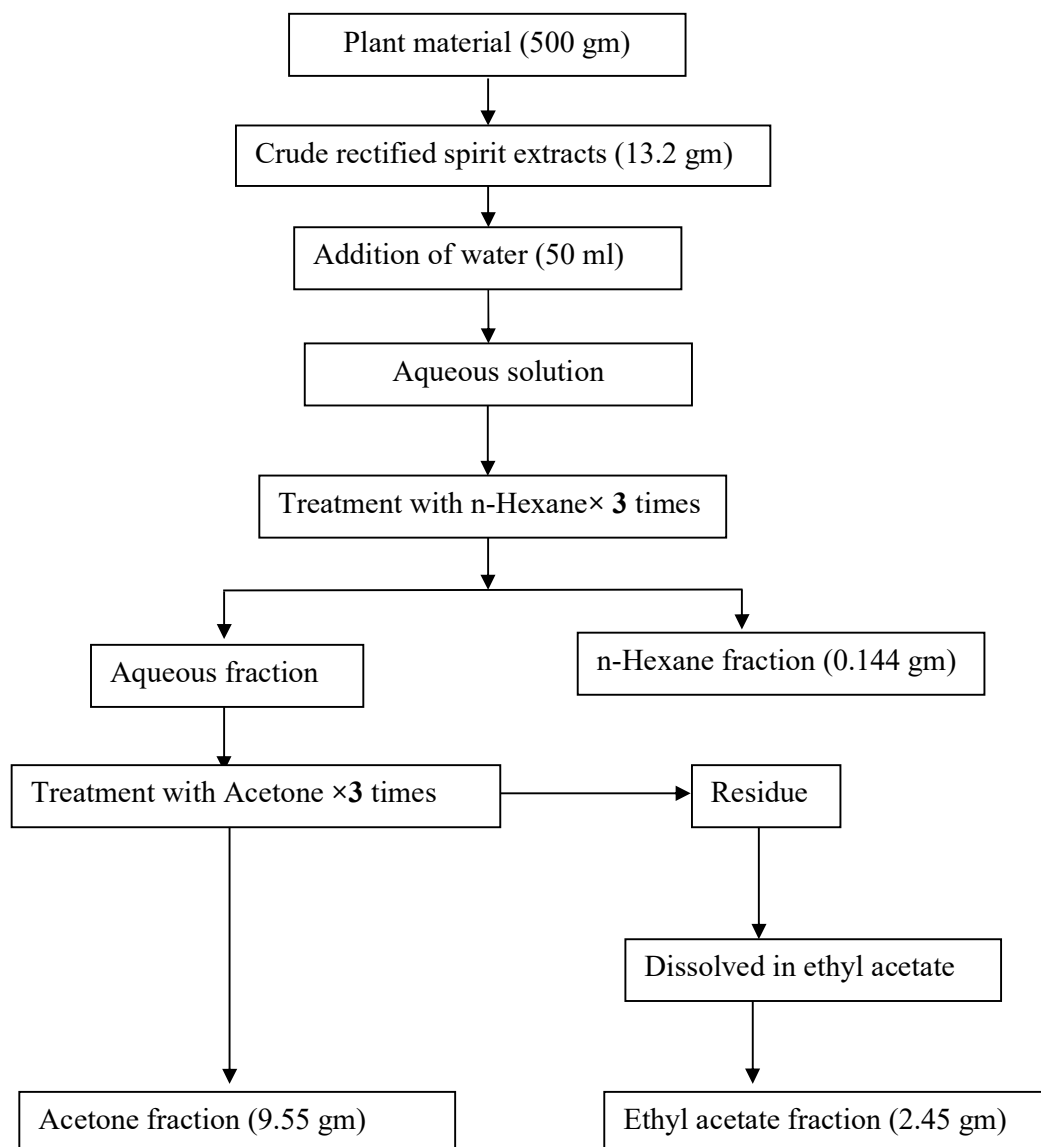 Plant material (500 gm)
Crude rectified spirit extracts (13.2 gm)
Addition of water (50 ml)
Aqueous solution
Treatment with n-Hexane× 3 times
Aqueous fraction
n-Hexane fraction (0.144 gm)
Treatment with Acetone ×3 times
Residue
Dissolved in ethyl acetate
Acetone fraction (9.55 gm)
Ethyl acetate fraction (2.45 gm)